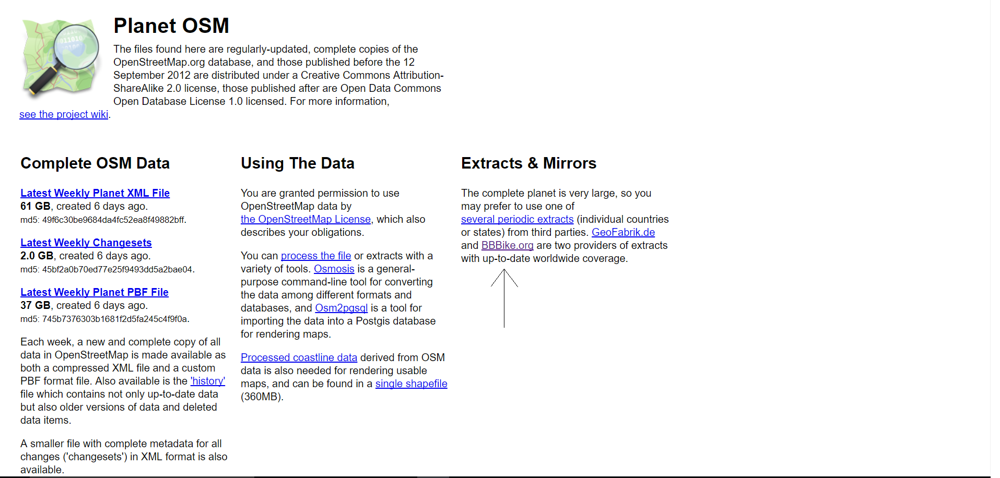 Planet OSM
The files found here are regularly-updated, complete copies of the
OpenStreetMap.org database, and those published before the 12
September 2012 are distributed under a Creative Commons Attribution-
ShareAlike 2.0 license, those published after are Open Data Commons
Open Database License 1.0 licensed. For more information,
see the project wiki.
Complete OSM Data
Latest Weekly Planet XML File
61 GB, created 6 days ago.
md5: 49f6c30be9684da4fc52ea8f49882bff.
Latest Weekly Changesets
2.0 GB, created 6 days ago.
md5: 45bf2a0b70ed77e25f9493dd5a2bae04.
Latest Weekly Planet PBF File
37 GB, created 6 days ago.
md5: 745b7376303b1681f2d5fa245c4f9f0a.
Each week, a new and complete copy of all
data in OpenStreetMap is made available as
both a compressed XML file and a custom
PBF format file. Also available is the 'history'
file which contains not only up-to-date data
but also older versions of data and deleted
data items.
A smaller file with complete metadata for all
changes ('changesets') in XML format is also
available.
Using The Data
You are granted permission to use
OpenStreetMap data by
the OpenStreetMap License, which also
describes your obligations.
You can process the file or extracts with a
variety of tools. Osmosis is a general-
purpose command-line tool for converting
the data among different formats and
databases, and Osm2pgsql is a tool for
importing the data into a Postgis database
for rendering maps.
Processed coastline data derived from OSM
data is also needed for rendering usable
maps, and can be found in a single shapefile
(360MB).
Extracts & Mirrors
The complete planet is very large, so you
may prefer to use one of
several periodic extracts (individual countries
or states) from third parties. GeoFabrik.de
and BBBike.org are two providers of extracts
with up-to-date worldwide coverage.